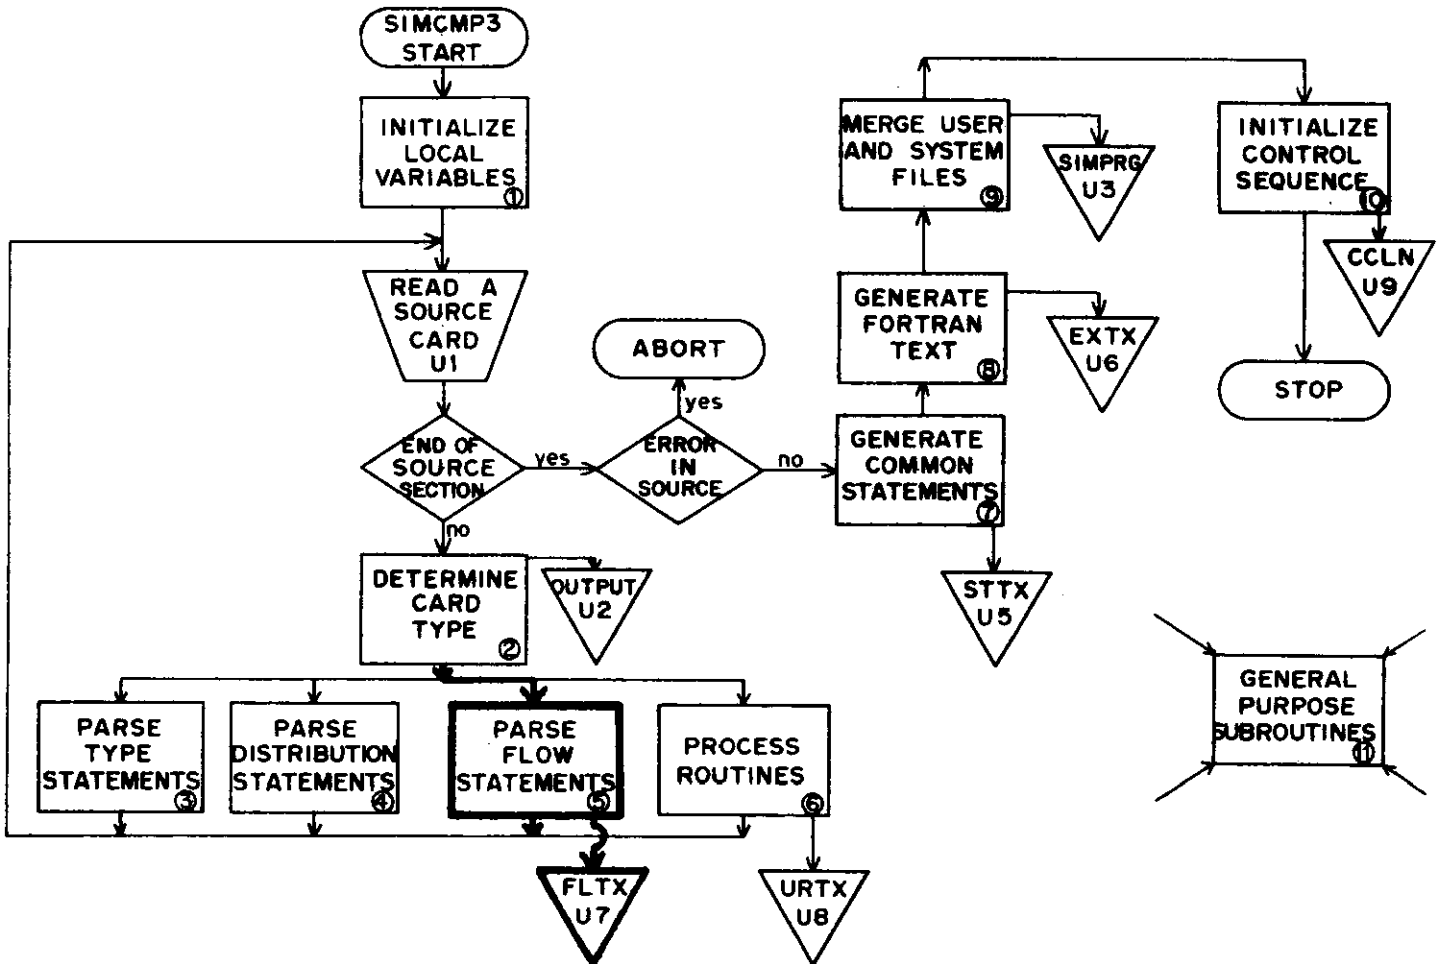 SIMCMP3
START
INITIALIZE
LOCAL
VARIABLES
①
READ A
SOURCE
CARD
U1
END OF
SOURCE
SECTION
yes
no
ERROR
IN
SOURCE
yes
no
ABORT
DETERMINE
CARD
TYPE
②
OUTPUT
U2
PARSE
TYPE
STATEMENTS
③
PARSE
DISTRIBUTION
STATEMENTS
④
PARSE
FLOW
STATEMENTS
⑤
PROCESS
ROUTINES
⑥
FLTX
U7
URTX
U8
GENERATE
COMMON
STATEMENTS
⑦
STTX
U5
GENERATE
FORTRAN
TEXT
⑧
EXTX
U6
MERGE USER
AND SYSTEM
FILES
⑨
SIMPRG
U3
INITIALIZE
CONTROL
SEQUENCE
⑩
CCLN
U9
STOP
GENERAL
PURPOSE
SUBROUTINES
⑪